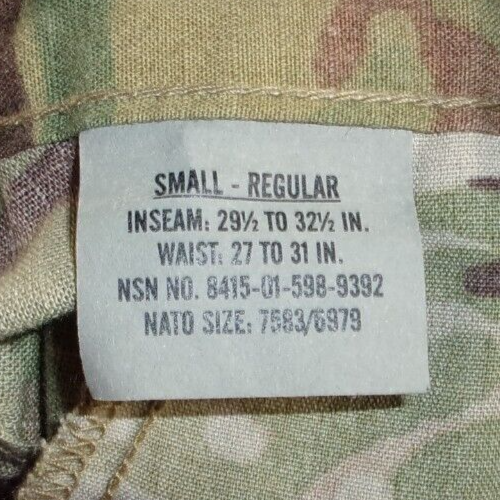 SMALL - REGULAR
INSEAM: 29½ TO 32½ IN.
WAIST: 27 TO 31 IN.
NSN NO. 8415-01-598-9392
NATO SIZE: 7583/6979